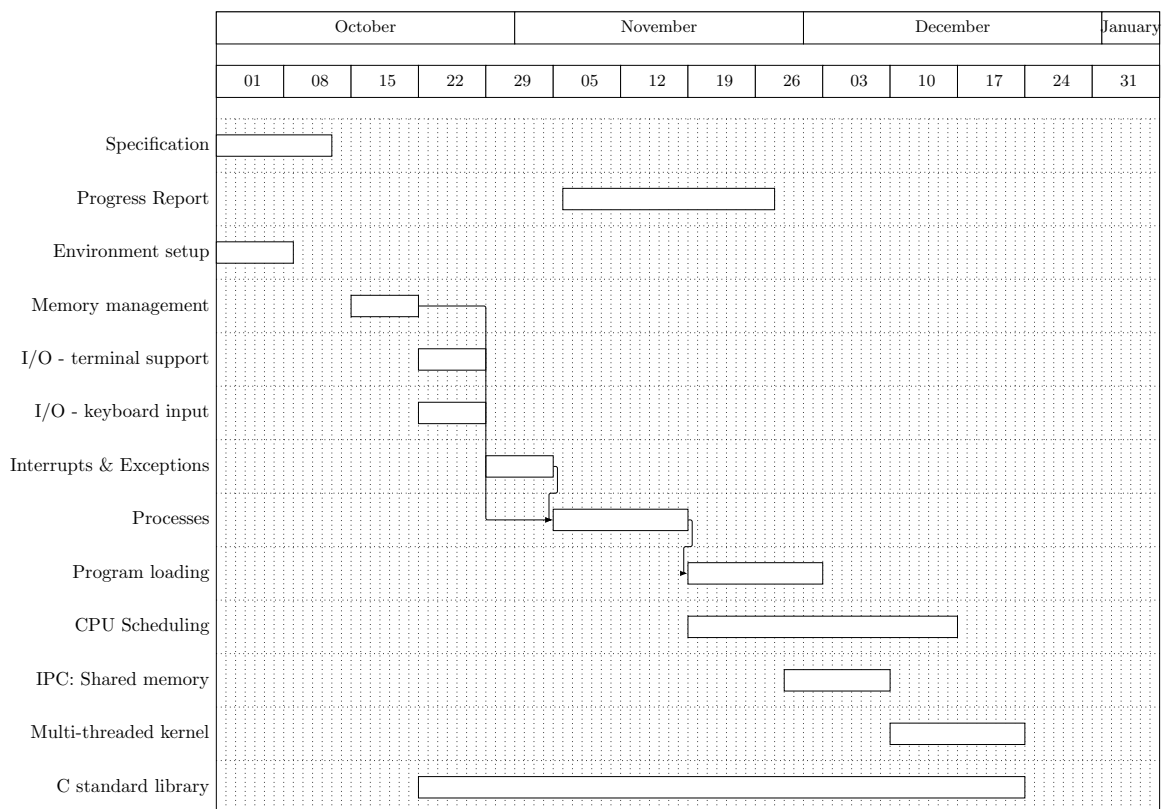 October November December January
01 08 15 22 29 05 12 19 26 03 10 17 24 31
Specification
Progress Report
Environment setup
Memory management
I/O - terminal support
I/O - keyboard input
Interrupts & Exceptions
Processes
Program loading
CPU Scheduling
IPC: Shared memory
Multi-threaded kernel
C standard library